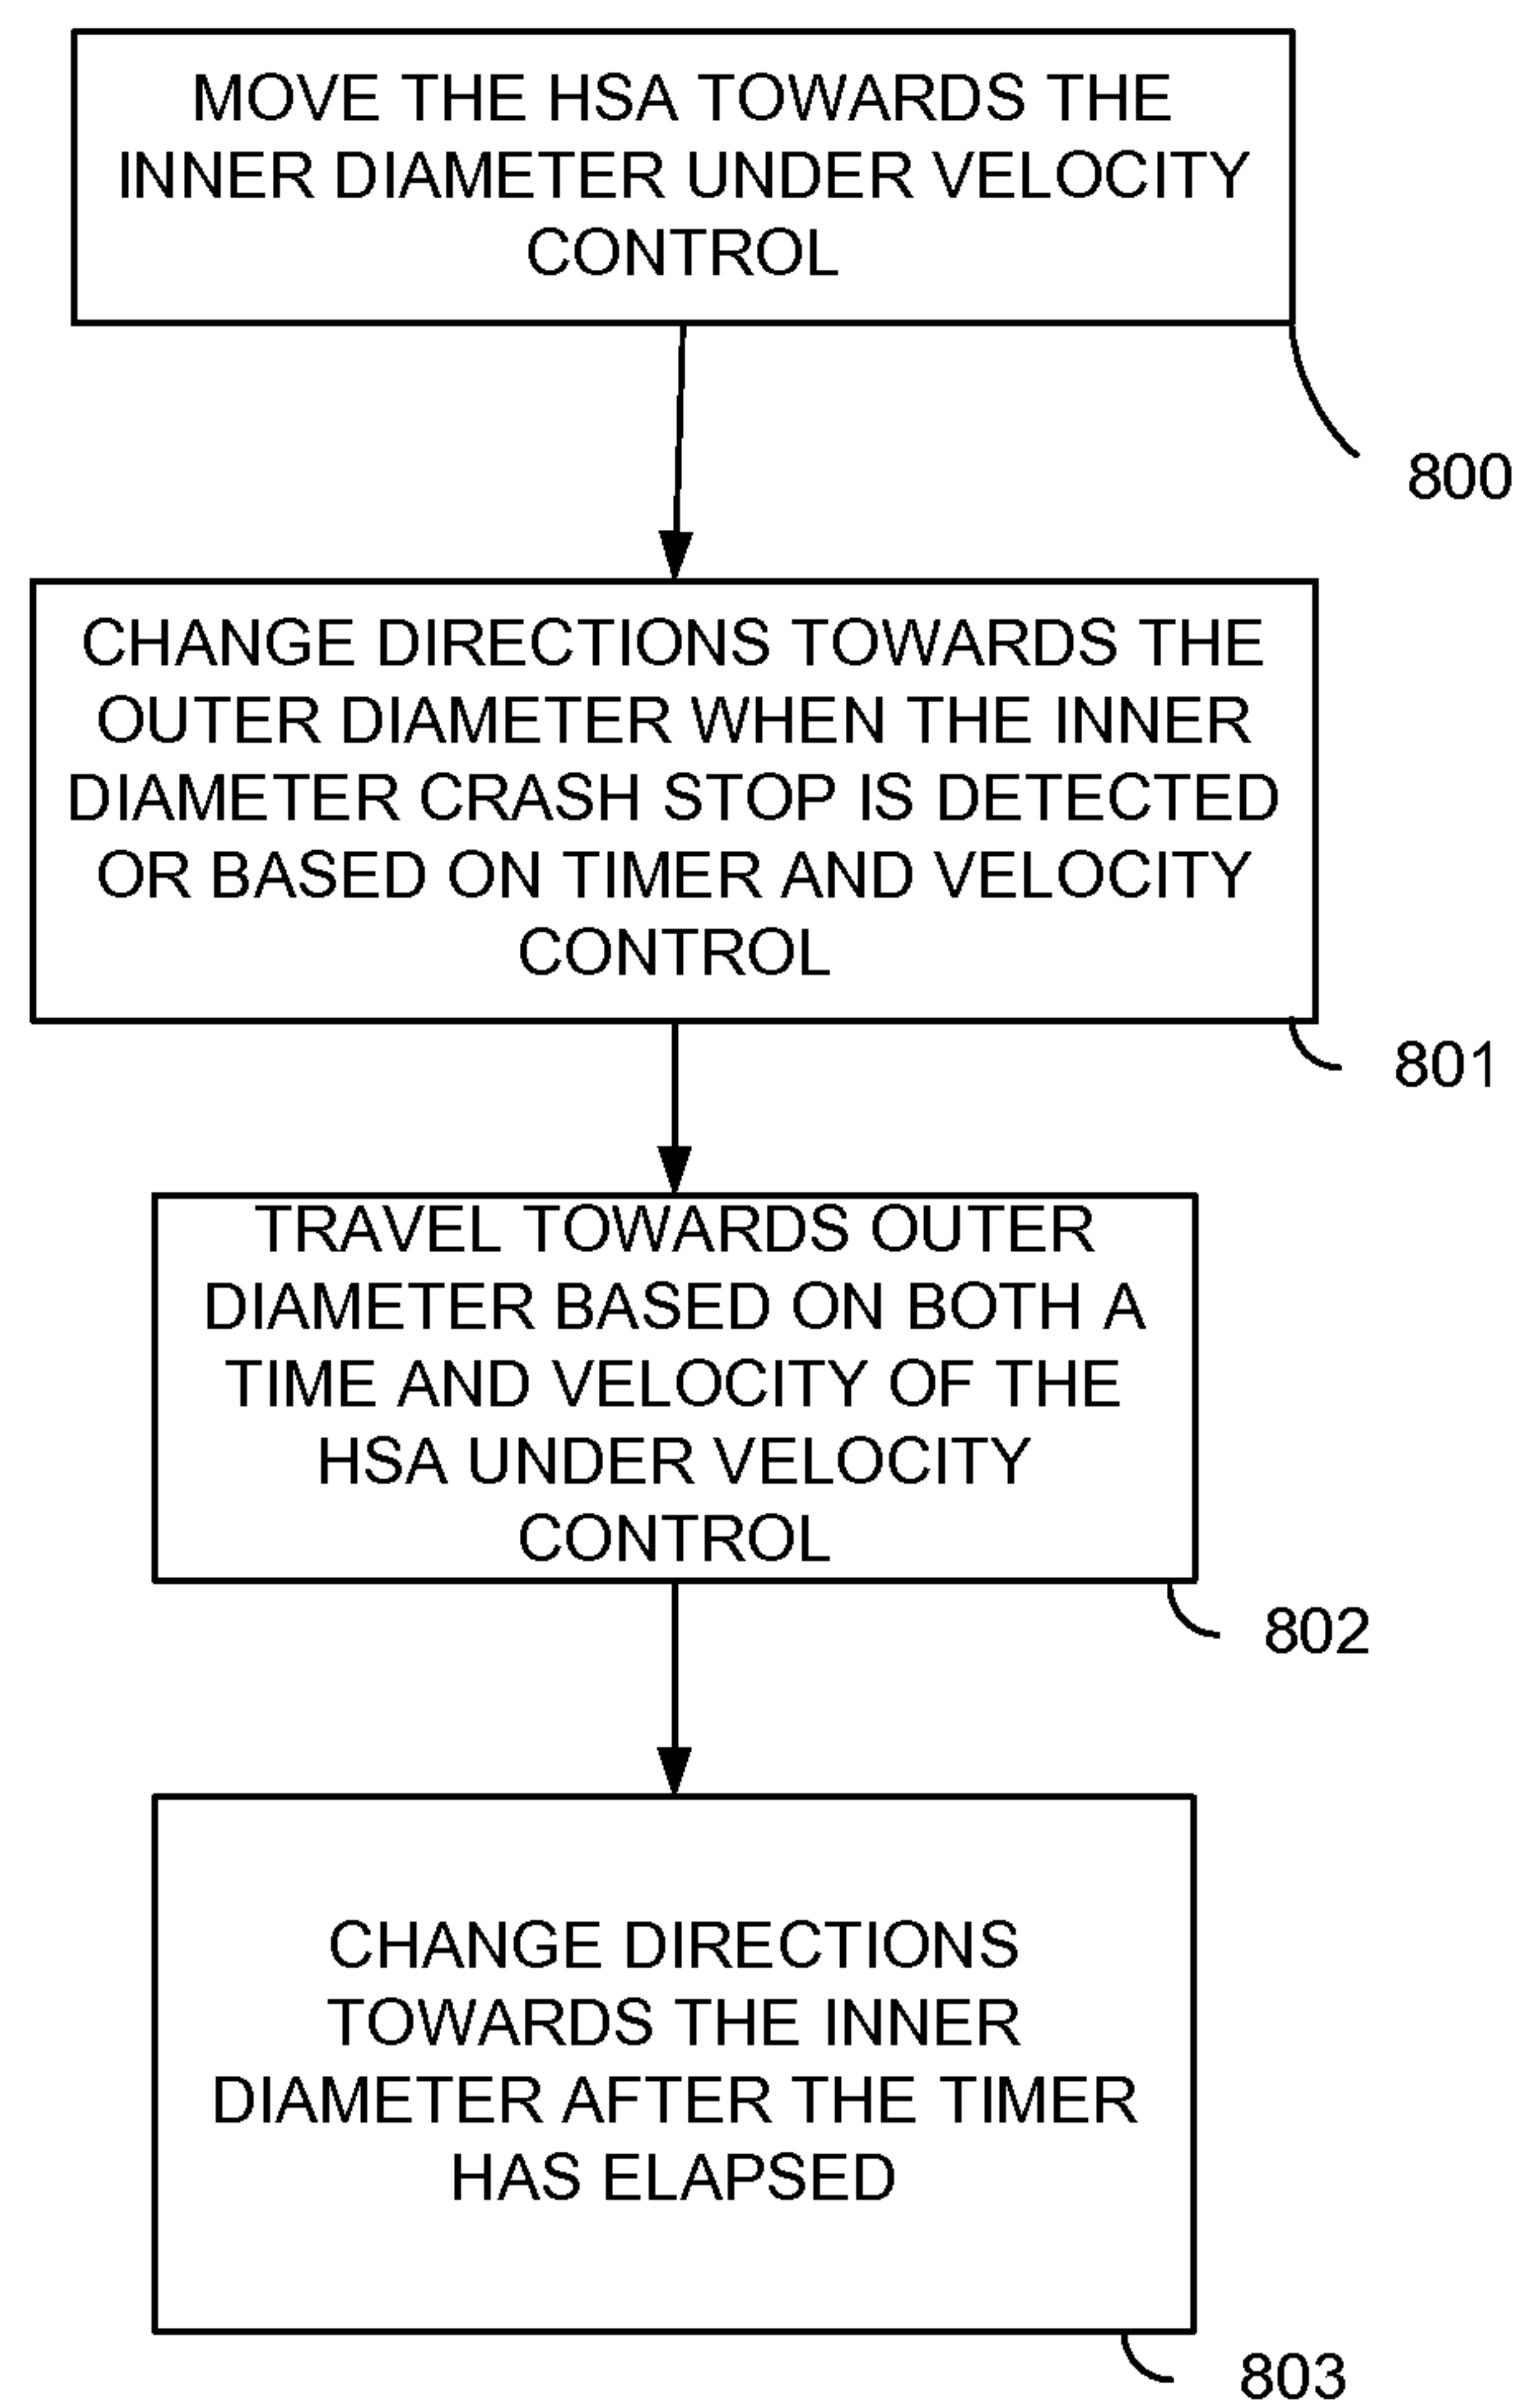 MOVE THE HSA TOWARDS THE
INNER DIAMETER UNDER VELOCITY
CONTROL
800
CHANGE DIRECTIONS TOWARDS THE
OUTER DIAMETER WHEN THE INNER
DIAMETER CRASH STOP IS DETECTED
OR BASED ON TIMER AND VELOCITY
CONTROL
801
TRAVEL TOWARDS OUTER
DIAMETER BASED ON BOTH A
TIME AND VELOCITY OF THE
HSA UNDER VELOCITY
CONTROL
802
CHANGE DIRECTIONS
TOWARDS THE INNER
DIAMETER AFTER THE TIMER
HAS ELAPSED
803